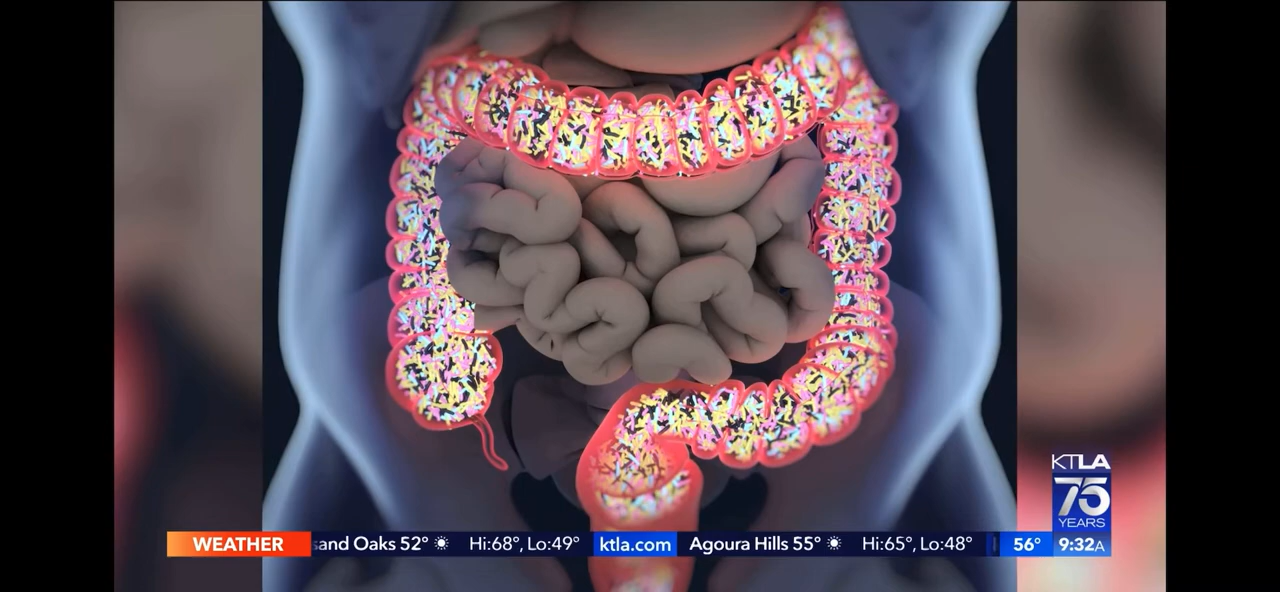 KTLA
75
YEARS
WEATHER sand Oaks 52° Hi:68°, Lo:49° ktla.com Agoura Hills 55° Hi:65°, Lo:48° 56° 9:32A